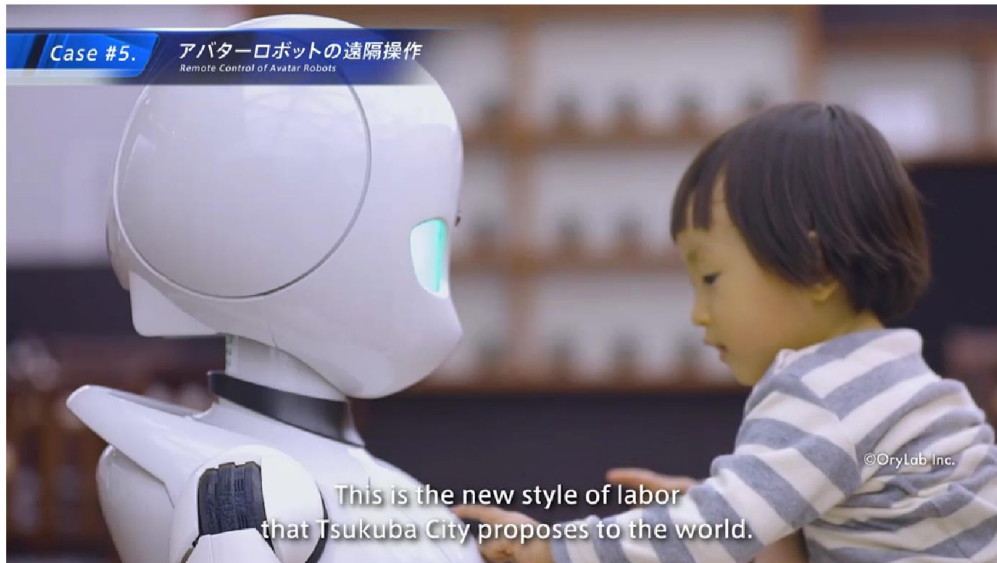 Case #5.
アバターロボットの遠隔操作
Remote Control of Avatar Robots
©OryLab Inc.
This is the new style of labor
that Tsukuba City proposes to the world.